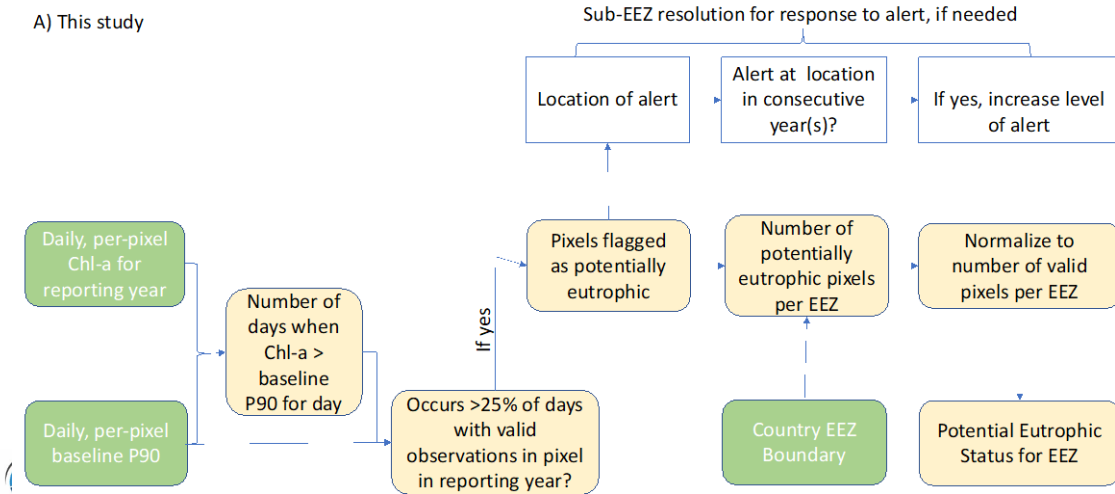 A) This study
Sub-EEZ resolution for response to alert, if needed
Location of alert
Alert at location
in consecutive
year(s)?
If yes, increase level
of alert
Daily, per-pixel
Chl-a for
reporting year
Number of
days when
Chl-a >
baseline
P90 for day
Daily, per-pixel
baseline P90
Occurs >25% of days
with valid
observations in pixel
in reporting year?
If yes
Pixels flagged
as potentially
eutrophic
Number of
potentially
eutrophic pixels
per EEZ
Normalize to
number of valid
pixels per EEZ
Country EEZ
Boundary
Potential Eutrophic
Status for EEZ